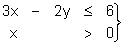 3x - 2y ≤ 6}
x > 0}